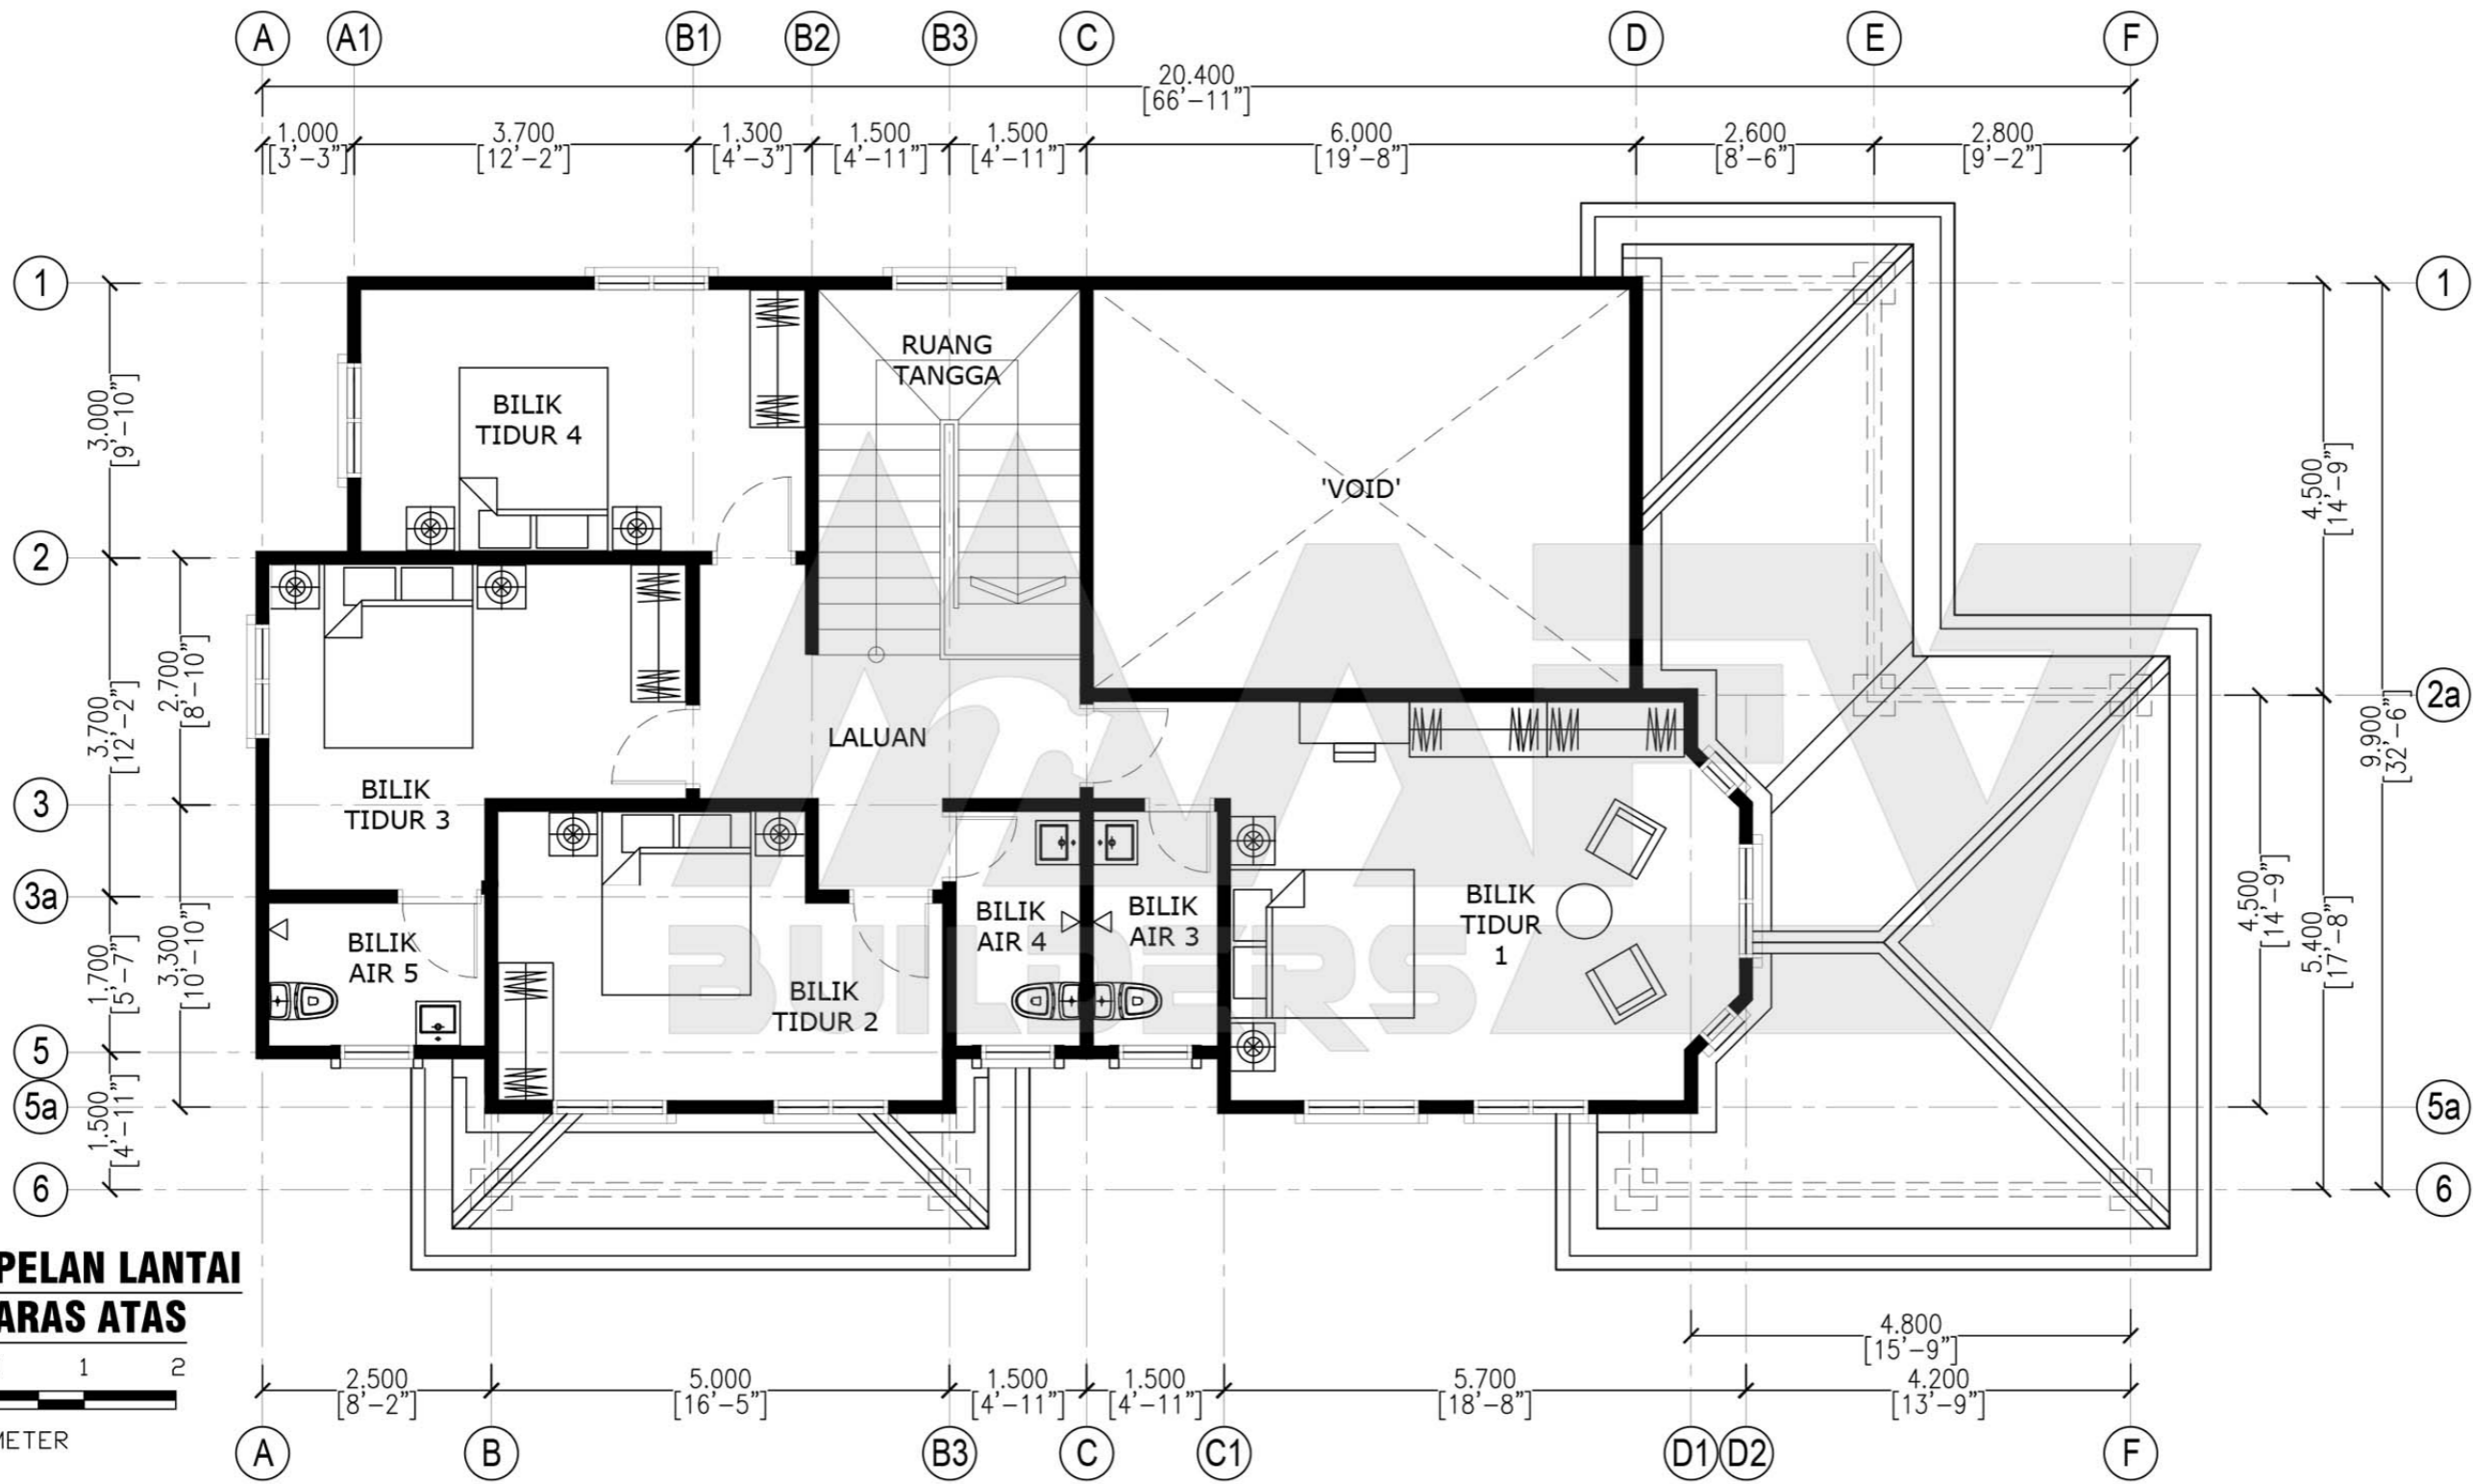 A A1 B1 B2 B3 C D E F
20.400
[66'-11"]
1.000 3.700 1.300 1.500 1.500 6.000 2.600 2.800
[3'-3"] [12'-2"] [4'-3"] [4'-11"] [4'-11"] [19'-8"] [8'-6"] [9'-2"]
1
1
3.000
[9'-10"]
RUANG
TANGGA
BILIK
TIDUR 4
'VOID'
4.500
[14'-9"]
2
2a
3.700
[12'-2"]
2.700
[8'-10"]
LALUAN
9.900
[32'-6"]
BILIK
TIDUR 3
3
3a
BILIK
TIDUR 1
BILIK
AIR 4
BILIK
AIR 3
4.500
[14'-9"]
5.400
[17'-8"]
1.700
[5'-7"]
3.300
[10'-10"]
BILIK
AIR 5
BILIK
TIDUR 2
BUILDERS
5
5a
5a
1.500
[4'-11"]
6
6
PELAN LANTAI
ARAS ATAS
1 2
METER
4.800
[15'-9"]
2.500 5.000 1.500 1.500 5.700 4.200
[8'-2"] [16'-5"] [4'-11"] [4'-11"] [18'-8"] [13'-9"]
A B B3 C C1 D1 D2 F